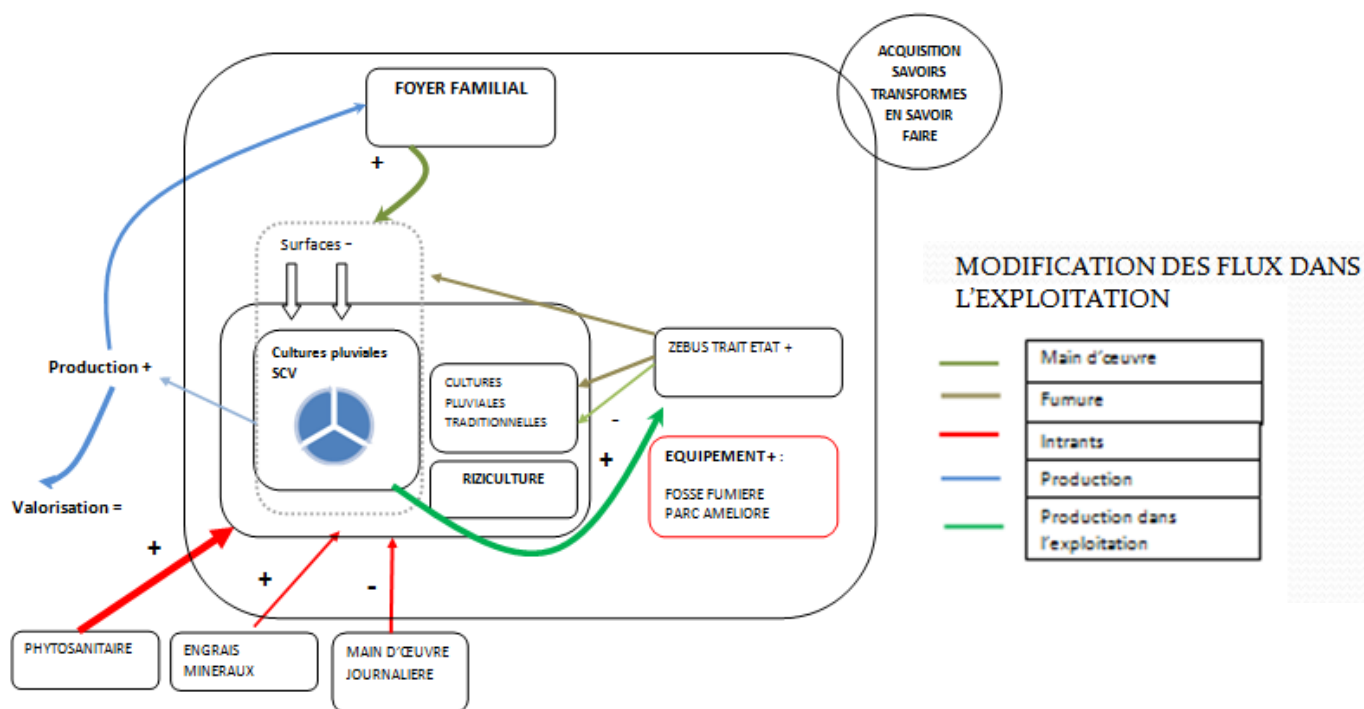 ACQUISITION
SAVOIRS
TRANSFORMES
EN SAVOIR
FAIRE
FOYER FAMILIAL
+
Surfaces -
MODIFICATION DES FLUX DANS
L'EXPLOITATION
Cultures pluviales
SCV
ZEBUS TRAIT ETAT +
Production +
CULTURES
PLUVIALES
TRADITIONNELLES
-
+
EQUIPEMENT + :
FOSSE FUMIERE
PARC AMELIORE
RIZICULTURE
Valorisation =
+
+
-
PHYTOSANITAIRE
ENGRAIS
MINERAUX
MAIN D'ŒUVRE
JOURNALIERE
Main d'œuvre
Fumure
Intrants
Production
Production dans
l'exploitation